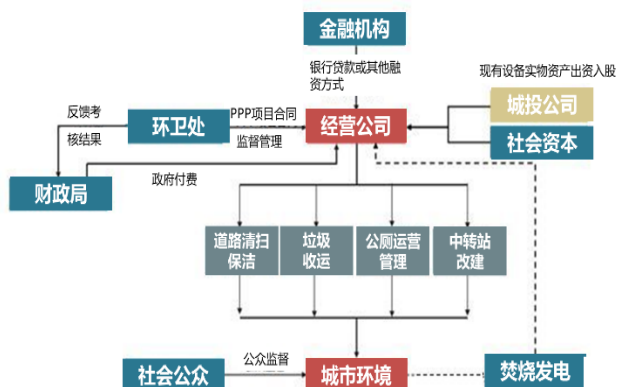 金融机构
银行贷款或其他融
资方式
现有设备实物资产出资入股
城投公司
社会资本
反馈考
核结果
环卫处
PPP项目合同
监督管理
经营公司
财政局
政府付费
道路清扫
保洁
垃圾
收运
公厕运营
管理
中转站
改建
社会公众
公众监督
城市环境
焚烧发电